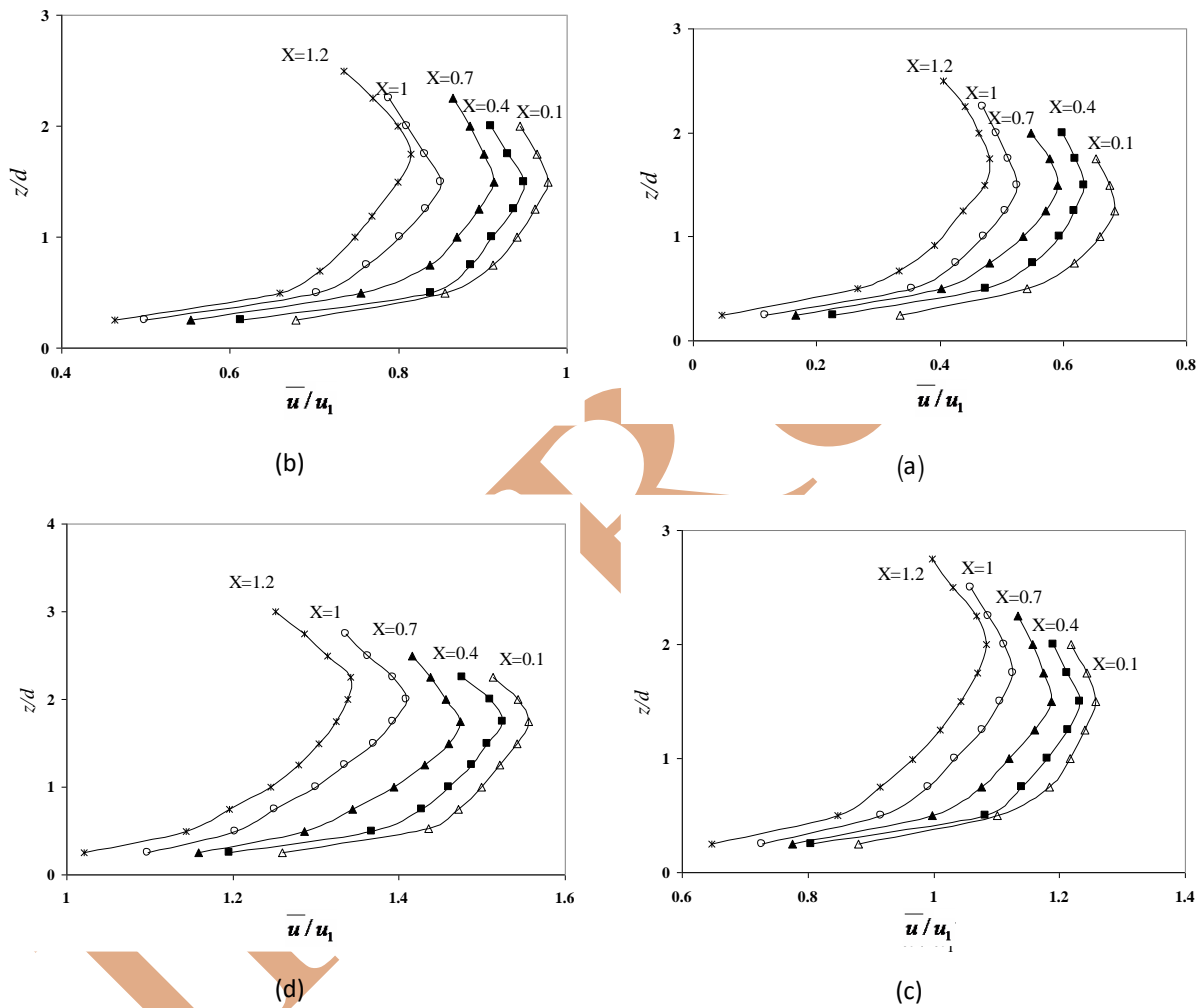 (b)
3
2
1
0
z/d
X=1.2
X=1
X=0.7
X=0.4
X=0.1
0.4 0.6 0.8 1
u̅/u₁
(b)
(a)
3
2
1
0
z/d
X=1.2
X=1
X=0.7
X=0.4
X=0.1
0 0.2 0.4 0.6 0.8
u̅/u₁
(a)
4
3
2
1
0
z/d
X=1.2
X=1
X=0.7
X=0.4
X=0.1
1 1.2 1.4 1.6
u̅/u₁
(d)
3
2
1
0
z/d
X=1.2
X=1
X=0.7
X=0.4
X=0.1
0.6 0.8 1 1.2 1.4
u̅/u₁
(c)